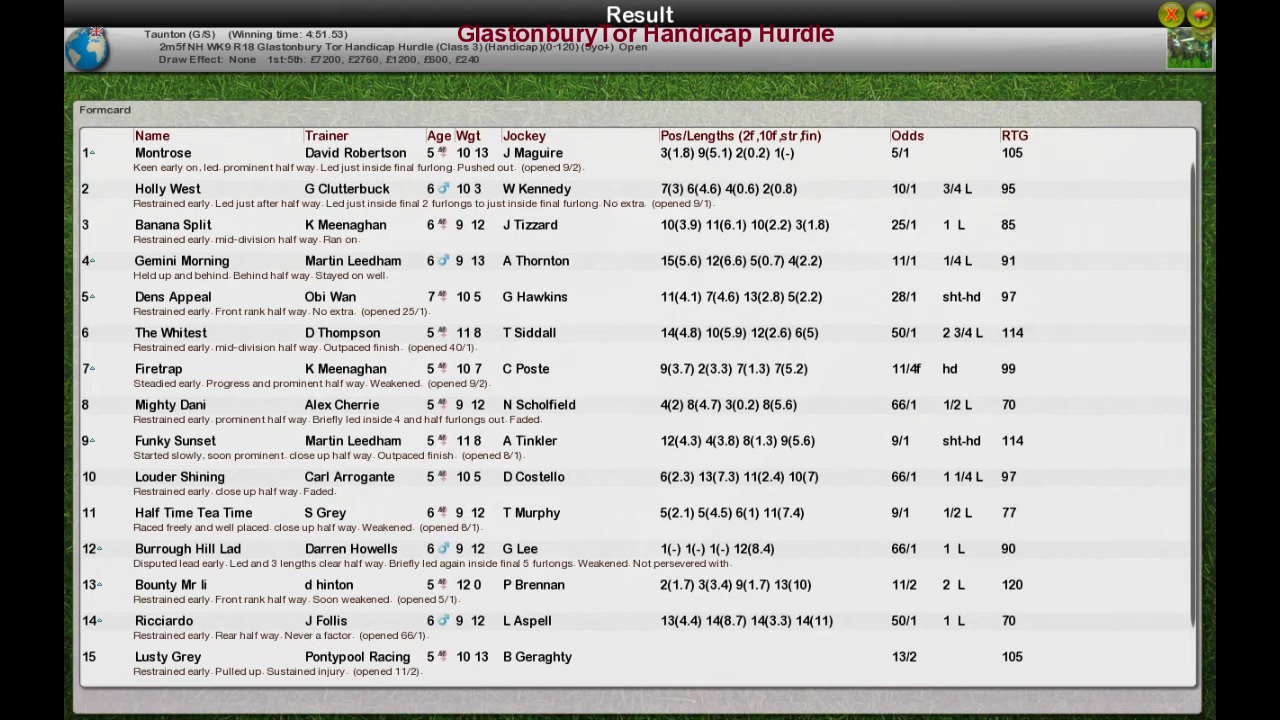 Result
GlastonburyTor Handicap Hurdle
Taunton (G/S) (Winning time: 4:51.53)
2m5f NH WK9 R18 Glastonbury Tor Handicap Hurdle (Class 3) (Handicap)(0-120) (5yo+) Open
Draw Effect: None 1st-5th: £7200, £2760, £1200, £600, £240
Formcard
Name Trainer Age Wgt Jockey Pos/Lengths (2f,10f,str,fin) Odds RTG
1 Montrose David Robertson 5 10 13 J Maguire 3(1.8) 9(5.1) 2(0.2) 1(-) 5/1 105
Keen early on, led. prominent half way. Led just inside final furlong. Pushed out. (opened 9/2).
2 Holly West G Clutterbuck 6 10 3 W Kennedy 7(3) 6(4.6) 4(0.6) 2(0.8) 10/1 3/4 L 95
Restrained early. Led just after half way. Led just inside final 2 furlongs to just inside final furlong. No extra. (opened 9/1).
3 Banana Split K Meenaghan 6 9 12 J Tizzard 10(3.9) 11(6.1) 10(2.2) 3(1.8) 25/1 1 L 85
Restrained early. mid-division half way. Ran on.
4 Gemini Morning Martin Leedham 6 9 13 A Thornton 15(5.6) 12(6.6) 5(0.7) 4(2.2) 11/1 1/4 L 91
Held up and behind. Behind half way. Stayed on well.
5 Dens Appeal Obi Wan 7 10 5 G Hawkins 11(4.1) 7(4.6) 13(2.8) 5(2.2) 28/1 sht-hd 97
Restrained early. Front rank half way. No extra. (opened 25/1).
6 The Whitest D Thompson 5 11 8 T Siddall 14(4.8) 10(5.9) 12(2.6) 6(5) 50/1 2 3/4 L 114
Restrained early. mid-division half way. Outpaced finish. (opened 40/1).
7 Firetrap K Meenaghan 5 10 7 C Poste 9(3.7) 2(3.3) 7(1.3) 7(5.2) 11/4f hd 99
Steadied early. Progress and prominent half way. Weakened. (opened 9/2).
8 Mighty Dani Alex Cherrie 5 9 12 N Scholfield 4(2) 8(4.7) 3(0.2) 8(5.6) 66/1 1/2 L 70
Restrained early. prominent half way. Briefly led inside 4 and half furlongs out. Faded.
9 Funky Sunset Martin Leedham 5 11 8 A Tinkler 12(4.3) 4(3.8) 8(1.3) 9(5.6) 9/1 sht-hd 114
Started slowly, soon prominent. close up half way. Outpaced finish. (opened 8/1).
10 Louder Shining Carl Arrogante 5 10 5 D Costello 6(2.3) 13(7.3) 11(2.4) 10(7) 66/1 1 1/4 L 97
Restrained early. close up half way. Faded.
11 Half Time Tea Time S Grey 6 9 12 T Murphy 5(2.1) 5(4.5) 6(1) 11(7.4) 9/1 1/2 L 77
Raced freely and well placed. close up half way. Weakened. (opened 8/1).
12 Burrough Hill Lad Darren Howells 6 9 12 G Lee 1(-) 1(-) 1(-) 12(8.4) 66/1 1 L 90
Disputed lead early. Led and 3 lengths clear half way. Briefly led again inside final 5 furlongs. Weakened. Not persevered with.
13 Bounty Mr li d hinton 5 12 0 P Brennan 2(1.7) 3(3.4) 9(1.7) 13(10) 11/2 2 L 120
Restrained early. Front rank half way. Soon weakened. (opened 5/1).
14 Ricciardo J Follis 6 9 12 L Aspell 13(4.4) 14(8.7) 14(3.3) 14(11) 50/1 1 L 70
Restrained early. Rear half way. Never a factor. (opened 66/1).
15 Lusty Grey Pontypool Racing 5 10 13 B Geraghty 13/2 105
Restrained early. Pulled up. Sustained injury. (opened 11/2).